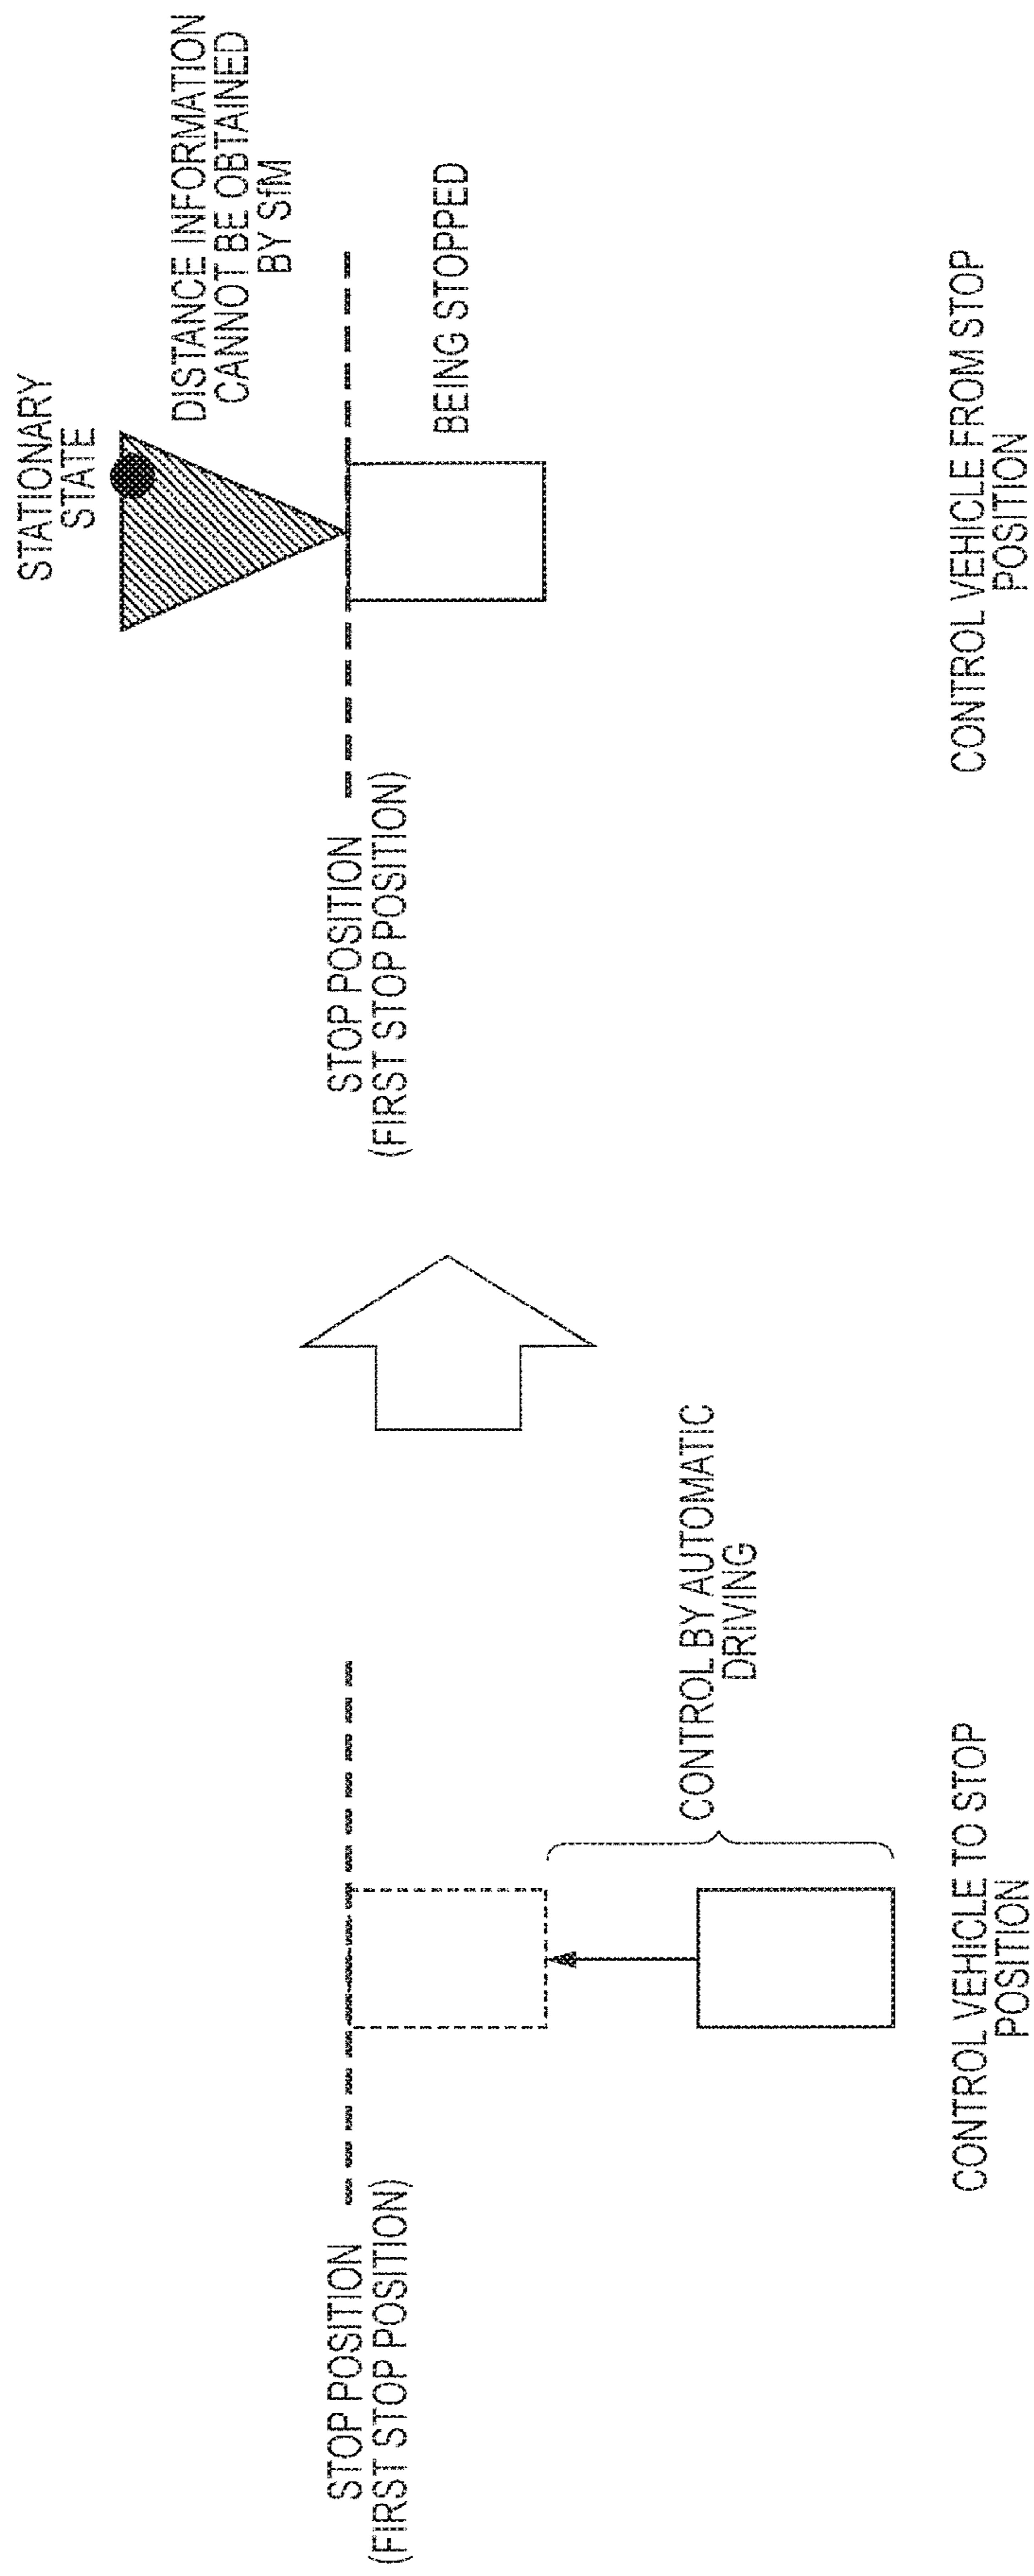 STOP POSITION
(FIRST STOP POSITION)
CONTROL BY AUTOMATIC
DRIVING
CONTROL VEHICLE TO STOP
POSITION
STATIONARY
STATE
DISTANCE INFORMATION
CANNOT BE OBTAINED
BY SfM
STOP POSITION
(FIRST STOP POSITION)
BEING STOPPED
CONTROL VEHICLE FROM STOP
POSITION